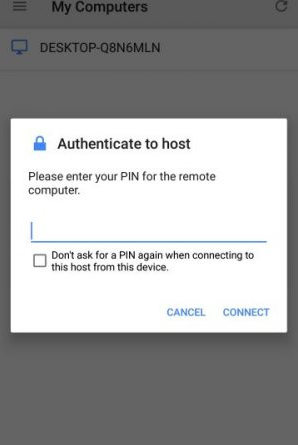 My Computers
DESKTOP-Q8N6MLN
Authenticate to host
Please enter your PIN for the remote
computer.
Don't ask for a PIN again when connecting to
this host from this device.
CANCEL CONNECT